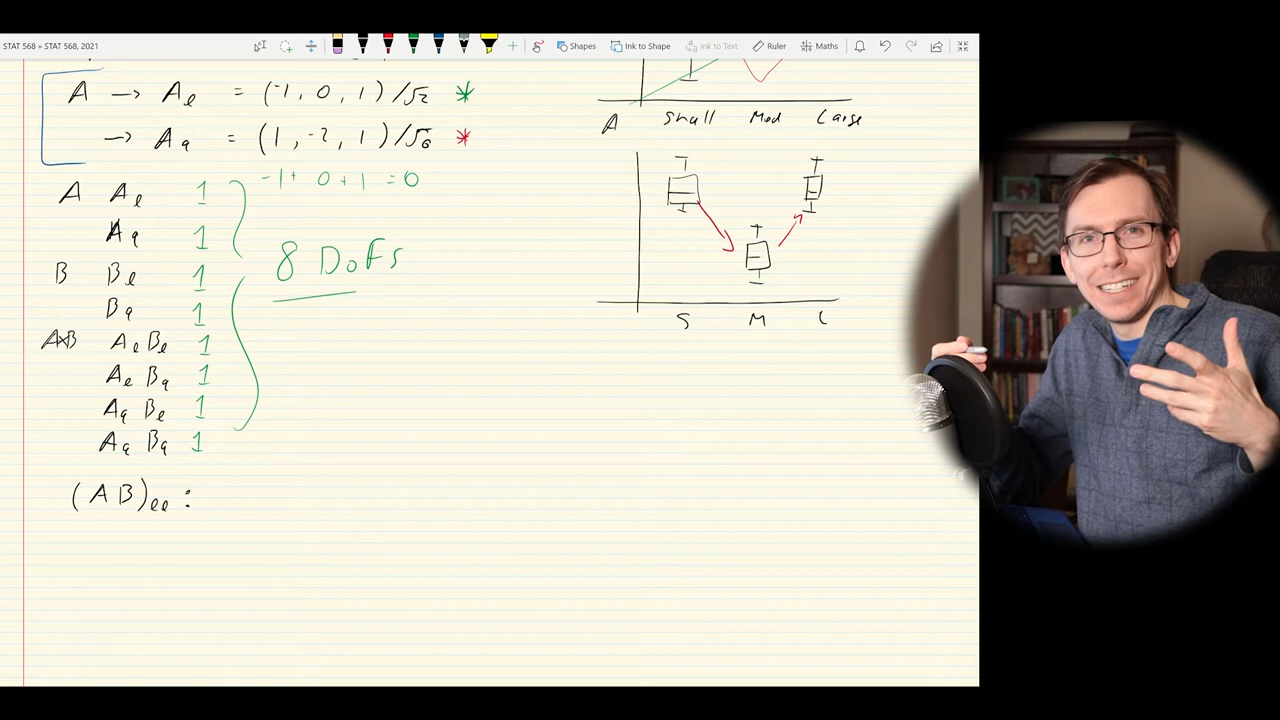 STAT 568 » STAT 568, 2021
Shapes Ink to Shape Ink to Text Ruler Maths
A → Aℓ = (-1, 0, 1)/√2 *
→ Aq = (1, -2, 1)/√6 *
-1 + 0 + 1 = 0
A Aℓ 1
Aq 1
B Bℓ 1
Bq 1
A×B AℓBℓ 1
AℓBq 1
AqBℓ 1
AqBq 1
8 DoFs
(AB)ℓℓ :
A Small Med Large
S M L